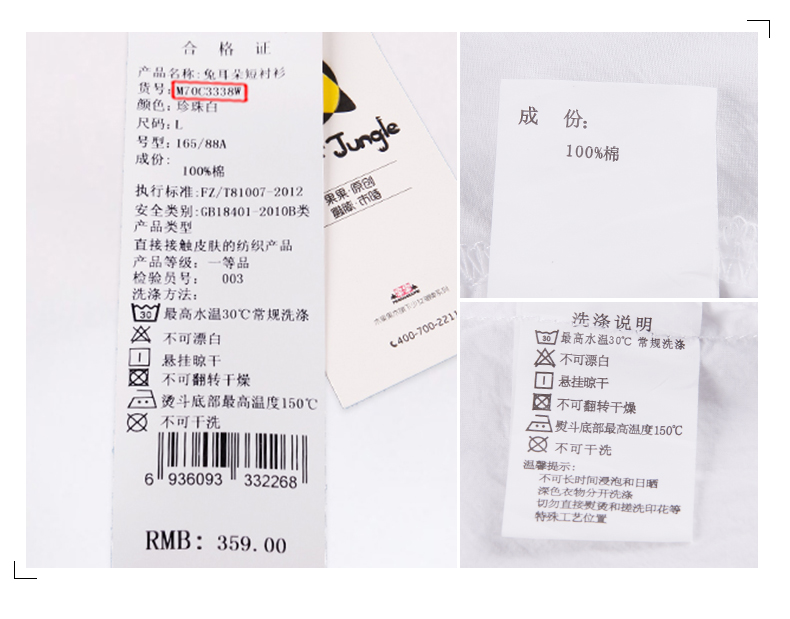 合 格 证
产品名称:兔耳朵短衬衫
货号:M70C3338W
颜色:珍珠白
尺码:L
号型:165/88A
成份:
100%棉
执行标准:FZ/T81007-2012
安全类别:GB18401-2010B类
产品类型
直接接触皮肤的纺织产品
产品等级: 一等品
检验员号: 003
洗涤方法:
30 最高水温30℃常规洗涤
不可漂白
悬挂晾干
不可翻转干燥
熨斗底部最高温度150℃
不可干洗
6 936093 332268
RMB: 359.00
Jungle
果果·原创
400-700-2211
成 份:
100%棉
洗涤说明
30 最高水温30℃ 常规洗涤
不可漂白
悬挂晾干
不可翻转干燥
熨斗底部最高温度150℃
不可干洗
温馨提示:
不可长时间浸泡和日晒
深色衣物分开洗涤
切勿直接熨烫和搓洗印花等
特殊工艺位置